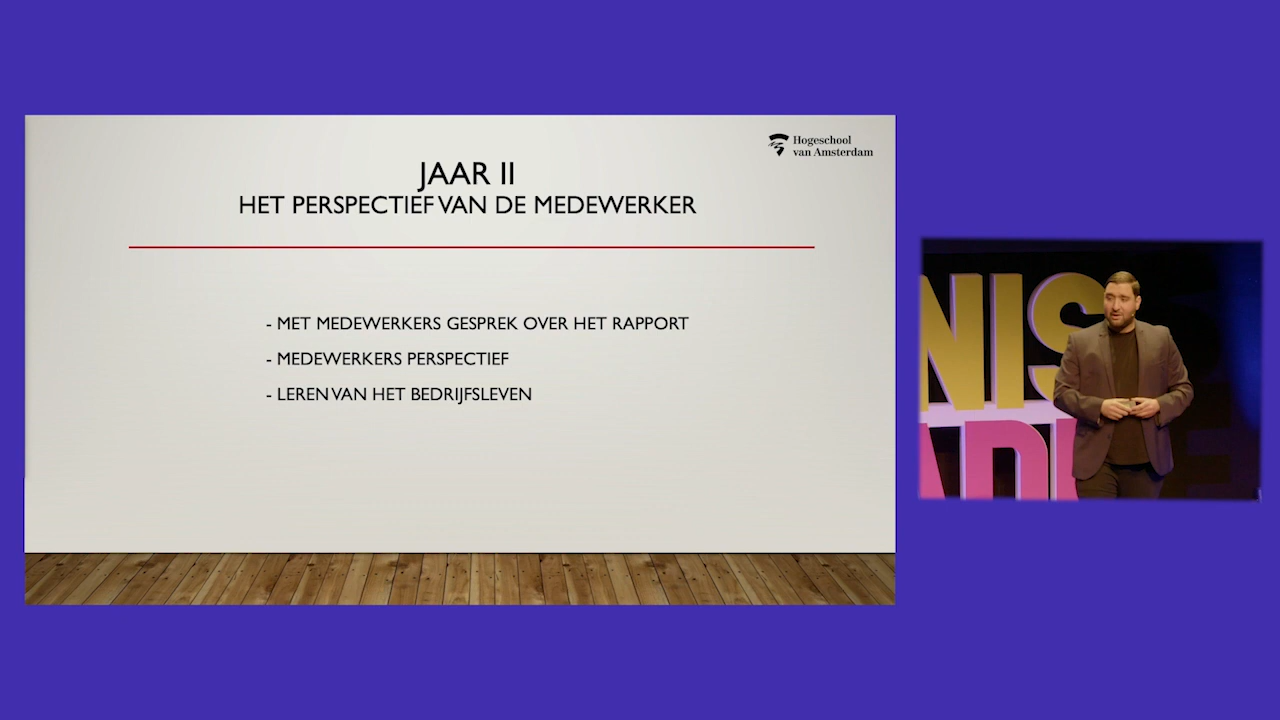 Hogeschool
van Amsterdam
JAAR II
HET PERSPECTIEF VAN DE MEDEWERKER
- MET MEDEWERKERS GESPREK OVER HET RAPPORT
- MEDEWERKERS PERSPECTIEF
- LEREN VAN HET BEDRIJFSLEVEN
NIS